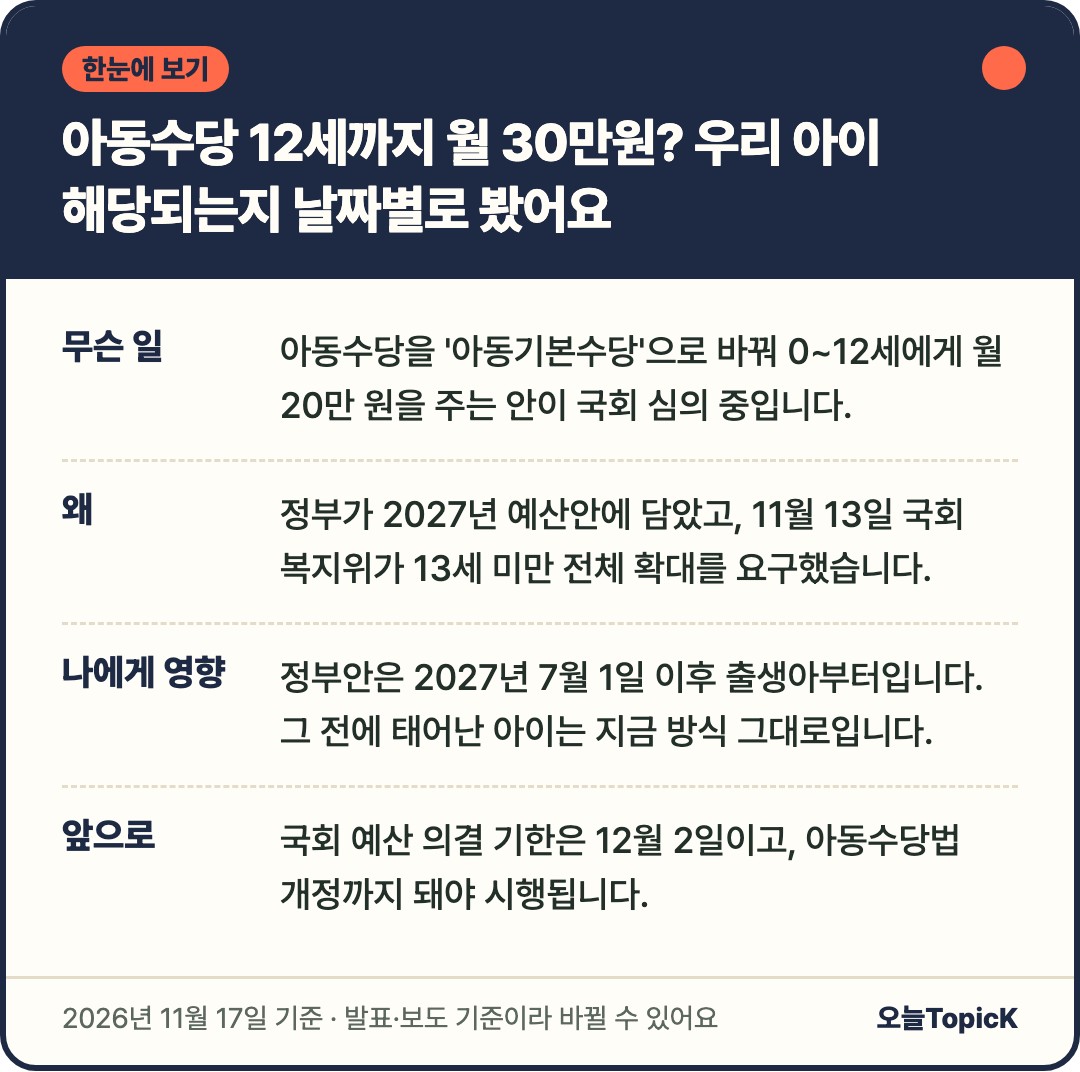 한눈에 보기
아동수당 12세까지 월 30만원? 우리 아이
해당되는지 날짜별로 봤어요
무슨 일
아동수당을 '아동기본수당'으로 바꿔 0~12세에게 월
20만 원을 주는 안이 국회 심의 중입니다.
왜
정부가 2027년 예산안에 담았고, 11월 13일 국회
복지위가 13세 미만 전체 확대를 요구했습니다.
나에게 영향
정부안은 2027년 7월 1일 이후 출생아부터입니다.
그 전에 태어난 아이는 지금 방식 그대로입니다.
앞으로
국회 예산 의결 기한은 12월 2일이고, 아동수당법
개정까지 돼야 시행됩니다.
2026년 11월 17일 기준 · 발표·보도 기준이라 바뀔 수 있어요
오늘TopicK